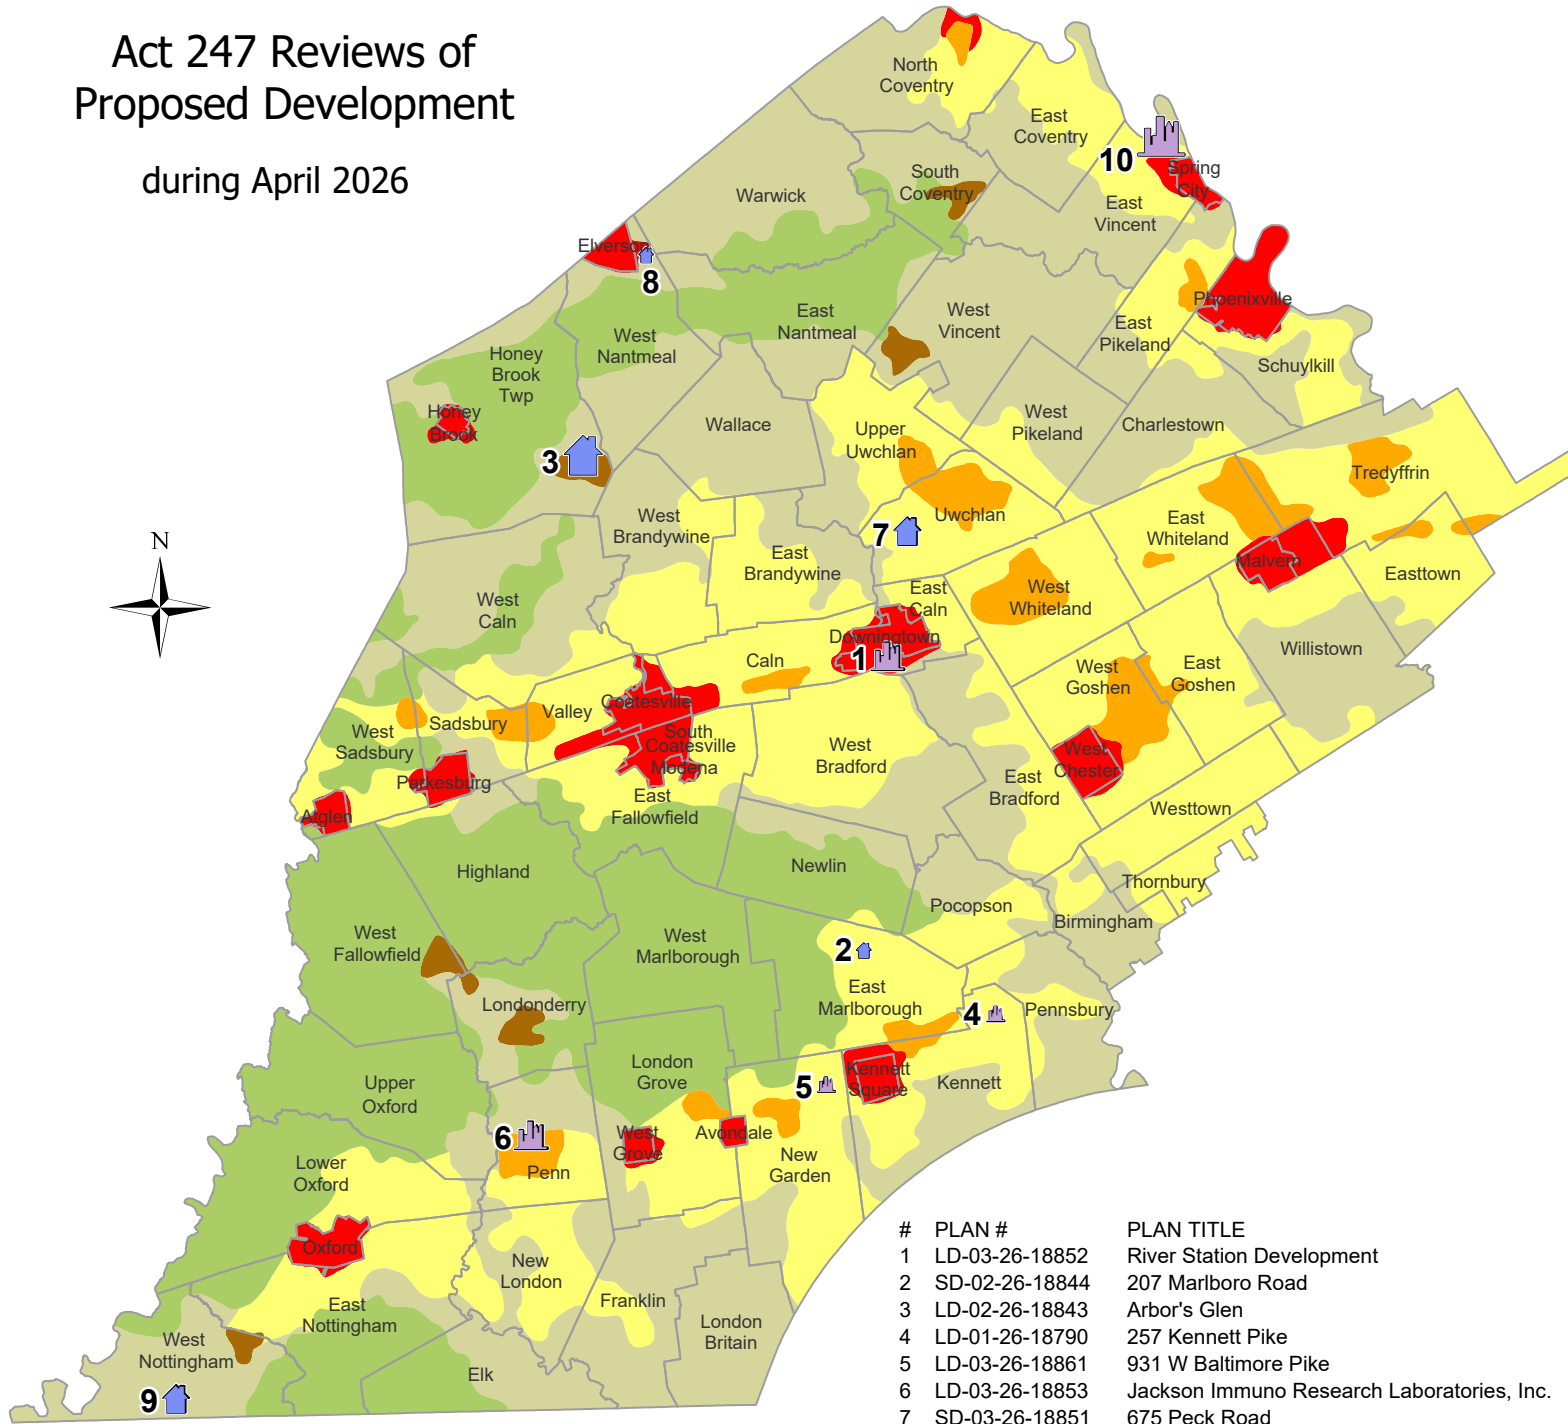 Act 247 Reviews of
Proposed Development
during April 2026
North
Coventry
East
Coventry
10
Spring
City
South
Coventry
Warwick
East
Vincent
Elverson
8
Phoenixville
West
Vincent
East
Nantmeal
East
Pikeland
West
Nantmeal
Honey
Brook
Twp
Schuylkill
Honey
Brook
Wallace
West
Pikeland
Charlestown
Upper
Uwchlan
3
Tredyffrin
N
West
Brandywine
7
Uwchlan
East
Whiteland
East
Brandywine
Malvern
Easttown
West
Caln
East
Caln
West
Whiteland
Downingtown
1
Caln
Willistown
West
Goshen
East
Goshen
Coatesville
Valley
Sadsbury
West
Sadsbury
South
Coatesville
Modena
West
Bradford
West
Chester
Parkesburg
East
Bradford
East
Fallowfield
Westtown
Atglen
Highland
Newlin
Thornbury
Pocopson
Birmingham
West
Fallowfield
West
Marlborough
2
East
Marlborough
Londonderry
4
Pennsbury
London
Grove
5
Kennett
Square
Kennett
Upper
Oxford
6
West
Grove
Avondale
Penn
New
Garden
Lower
Oxford
Oxford
New
London
Franklin
East
Nottingham
London
Britain
West
Nottingham
Elk
9
# PLAN # PLAN TITLE
1 LD-03-26-18852 River Station Development
2 SD-02-26-18844 207 Marlboro Road
3 LD-02-26-18843 Arbor's Glen
4 LD-01-26-18790 257 Kennett Pike
5 LD-03-26-18861 931 W Baltimore Pike
6 LD-03-26-18853 Jackson Immuno Research Laboratories, Inc.
7 SD-03-26-18851 675 Peck Road